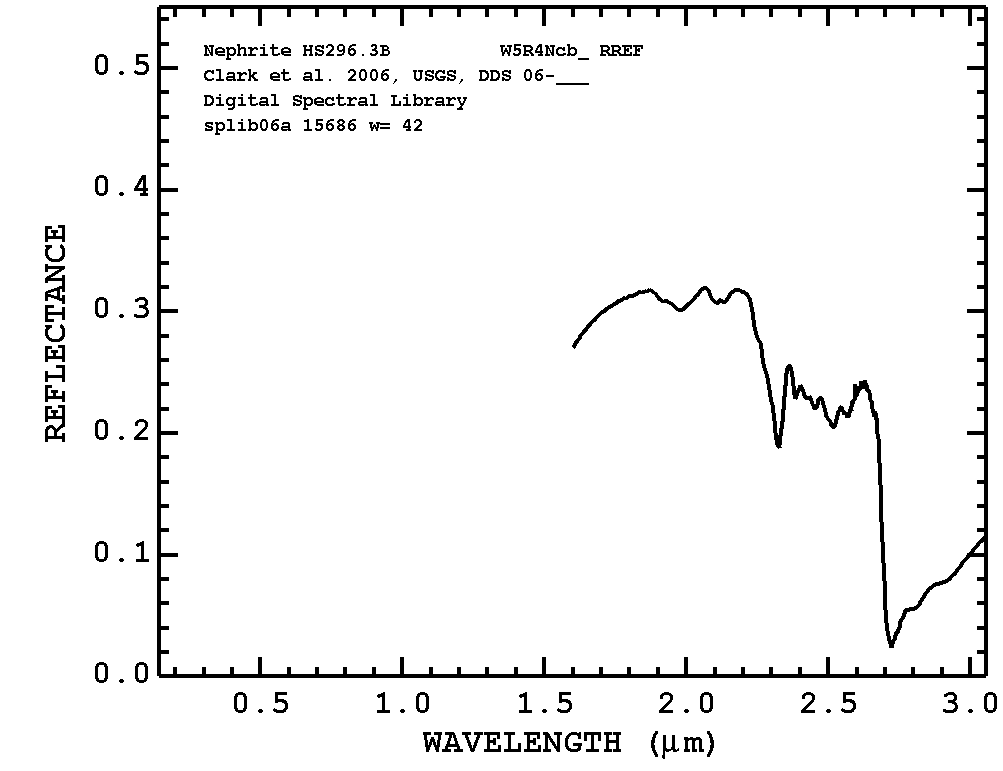 Nephrite HS296.3B W5R4Ncb_ RREF
Clark et al. 2006, USGS, DDS 06-___
Digital Spectral Library
splib06a 15686 w= 42
0.5
0.4
0.3
0.2
0.1
0.0
REFLECTANCE
0.5 1.0 1.5 2.0 2.5 3.0
WAVELENGTH (μm)